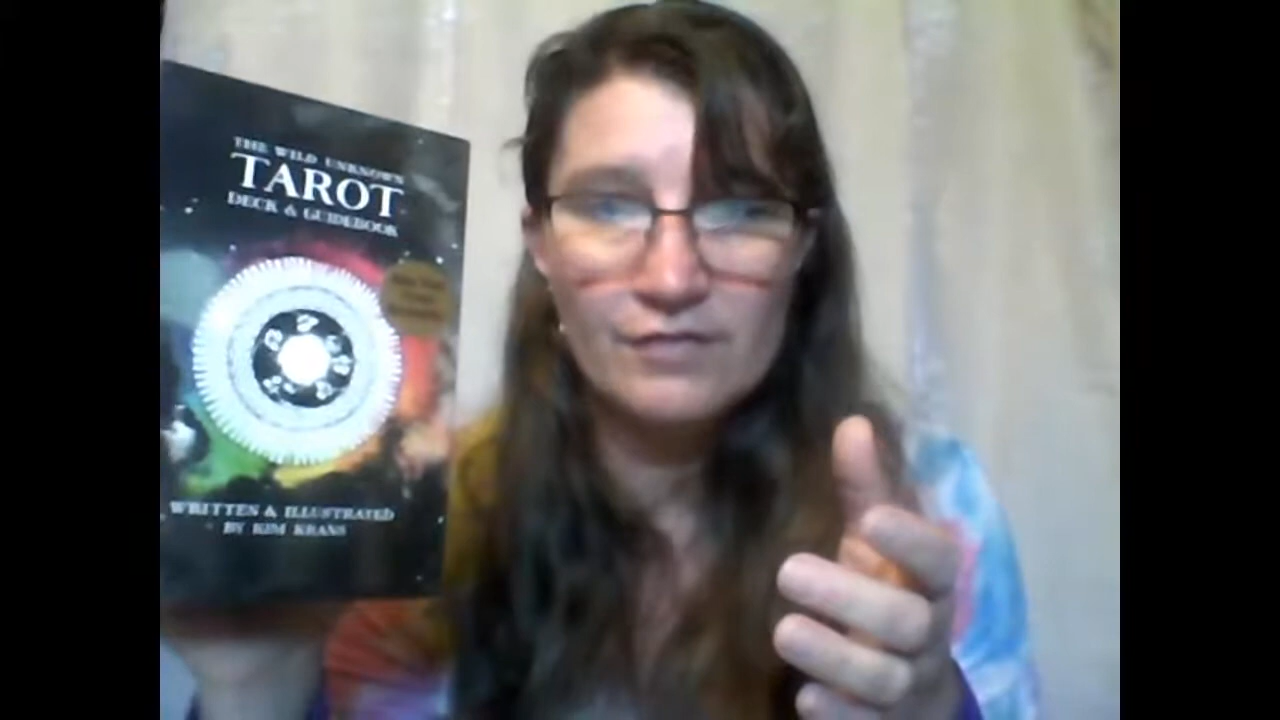 THE WILD UNKNOWN
TAROT
DECK & GUIDEBOOK
WRITTEN & ILLUSTRATED
BY KIM KRANS